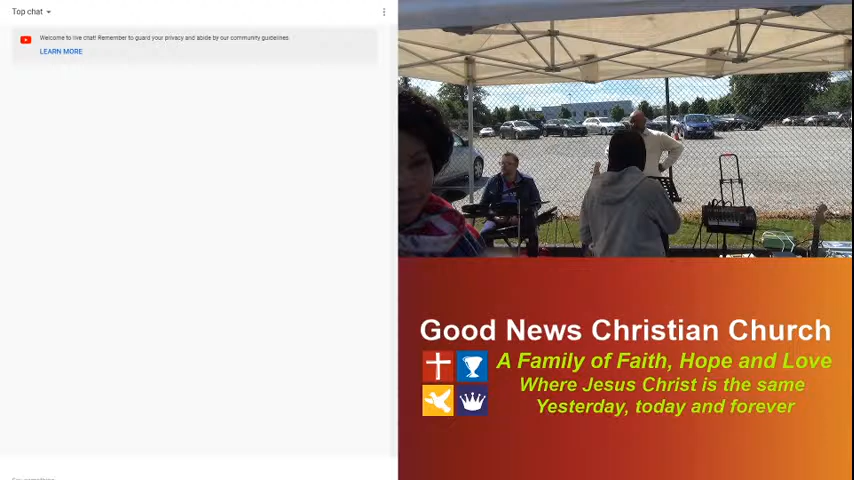 Top chat
Welcome to live chat! Remember to guard your privacy and abide by our community guidelines.
LEARN MORE
Good News Christian Church
A Family of Faith, Hope and Love
Where Jesus Christ is the same
Yesterday, today and forever